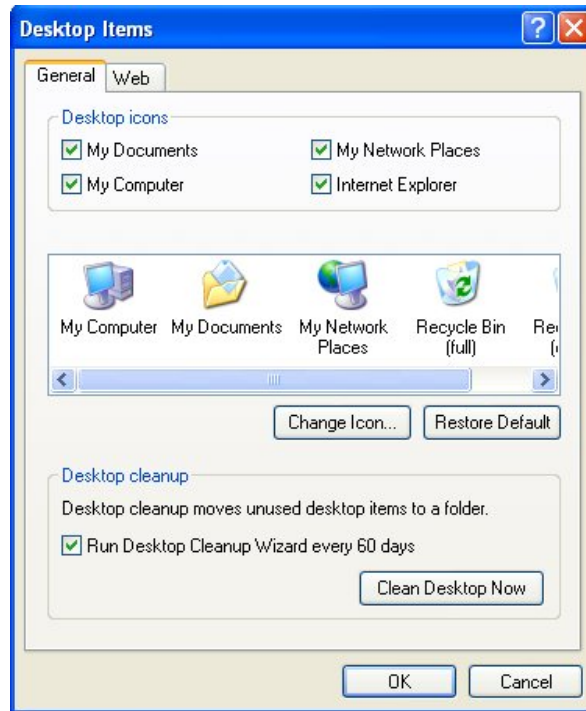 Desktop Items
General Web
Desktop icons
My Documents My Network Places
My Computer Internet Explorer
My Computer My Documents My Network Places Recycle Bin (full)
Change Icon... Restore Default
Desktop cleanup
Desktop cleanup moves unused desktop items to a folder.
Run Desktop Cleanup Wizard every 60 days
Clean Desktop Now
OK Cancel